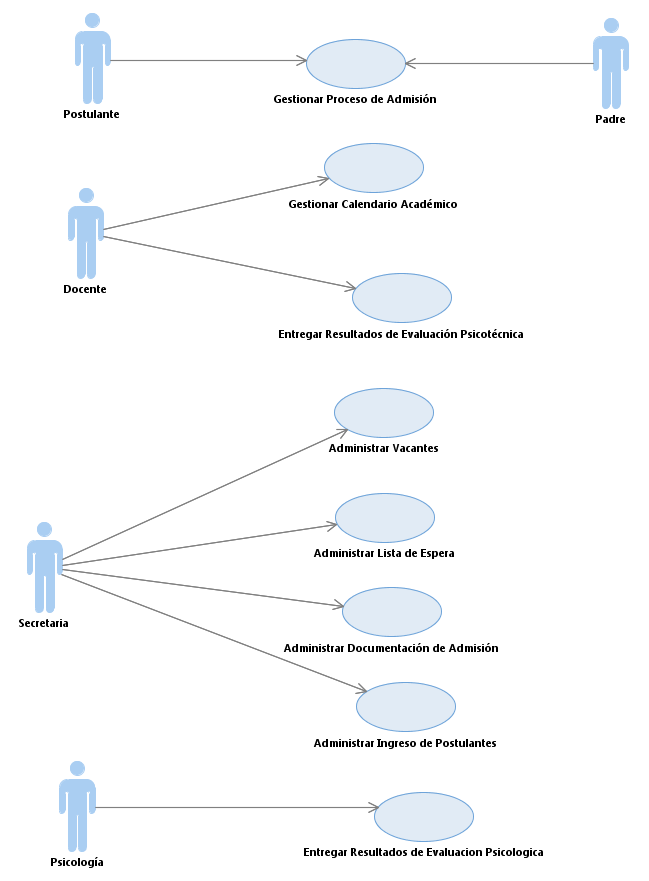 Gestionar Proceso de Admisión
Postulante
Padre
Gestionar Calendario Académico
Docente
Entregar Resultados de Evaluación Psicotécnica
Administrar Vacantes
Administrar Lista de Espera
Secretaria
Administrar Documentación de Admisión
Administrar Ingreso de Postulantes
Psicología
Entregar Resultados de Evaluacion Psicologica